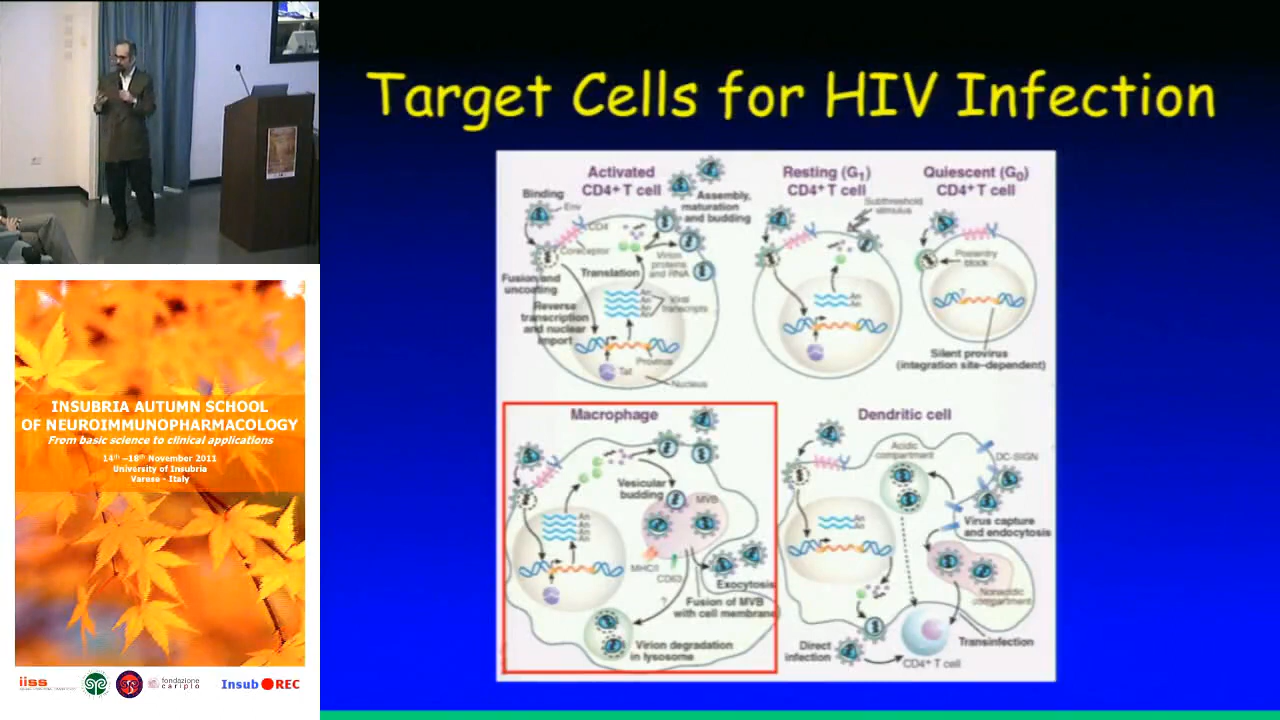 Target Cells for HIV Infection
Activated
CD4+ T cell
Binding
Env
CD4
Coreceptor
Assembly,
maturation
and budding
Virion
proteins
and RNA
Translation
Fusion and
uncoating
Reverse
transcription
and nuclear
import
An
An
An
An
Viral
transcripts
Provirus
Tat
Nucleus
Resting (G1)
CD4+ T cell
Subthreshold
stimulus
An
An
Quiescent (G0)
CD4+ T cell
Postentry
block
?
Silent provirus
(integration site–dependent)
Macrophage
Vesicular
budding
MVB
An
An
An
An
MHCII
CD63
Exocytosis
?
Fusion of MVB
with cell membrane
Virion degradation
in lysosome
Dendritic cell
Acidic
compartment
DC-SIGN
Virus capture
and endocytosis
An
An
Nonacidic
compartment
Transinfection
Direct
infection
CD4+ T cell
INSUBRIA AUTUMN SCHOOL
OF NEUROIMMUNOPHARMACOLOGY
From basic science to clinical applications
14th –18th November 2011
University of Insubria
Varese - Italy
iiss
fondazione
cariplo
Insub REC